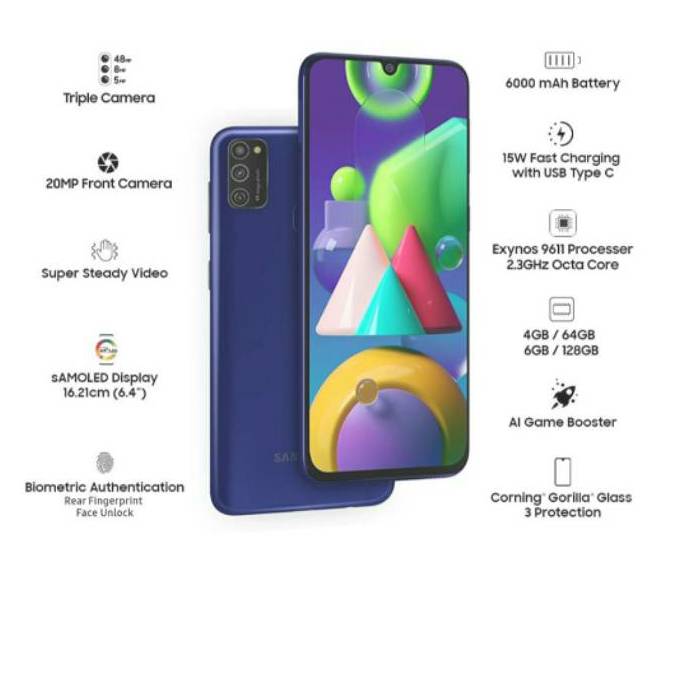 48MP
8MP
5MP
Triple Camera
20MP Front Camera
Super Steady Video
sAMOLED Display
16.21cm (6.4")
Biometric Authentication
Rear Fingerprint
Face Unlock
SAN
6000 mAh Battery
15W Fast Charging
with USB Type C
Exynos 9611 Processer
2.3GHz Octa Core
4GB / 64GB
6GB / 128GB
AI Game Booster
Corning® Gorilla® Glass
3 Protection